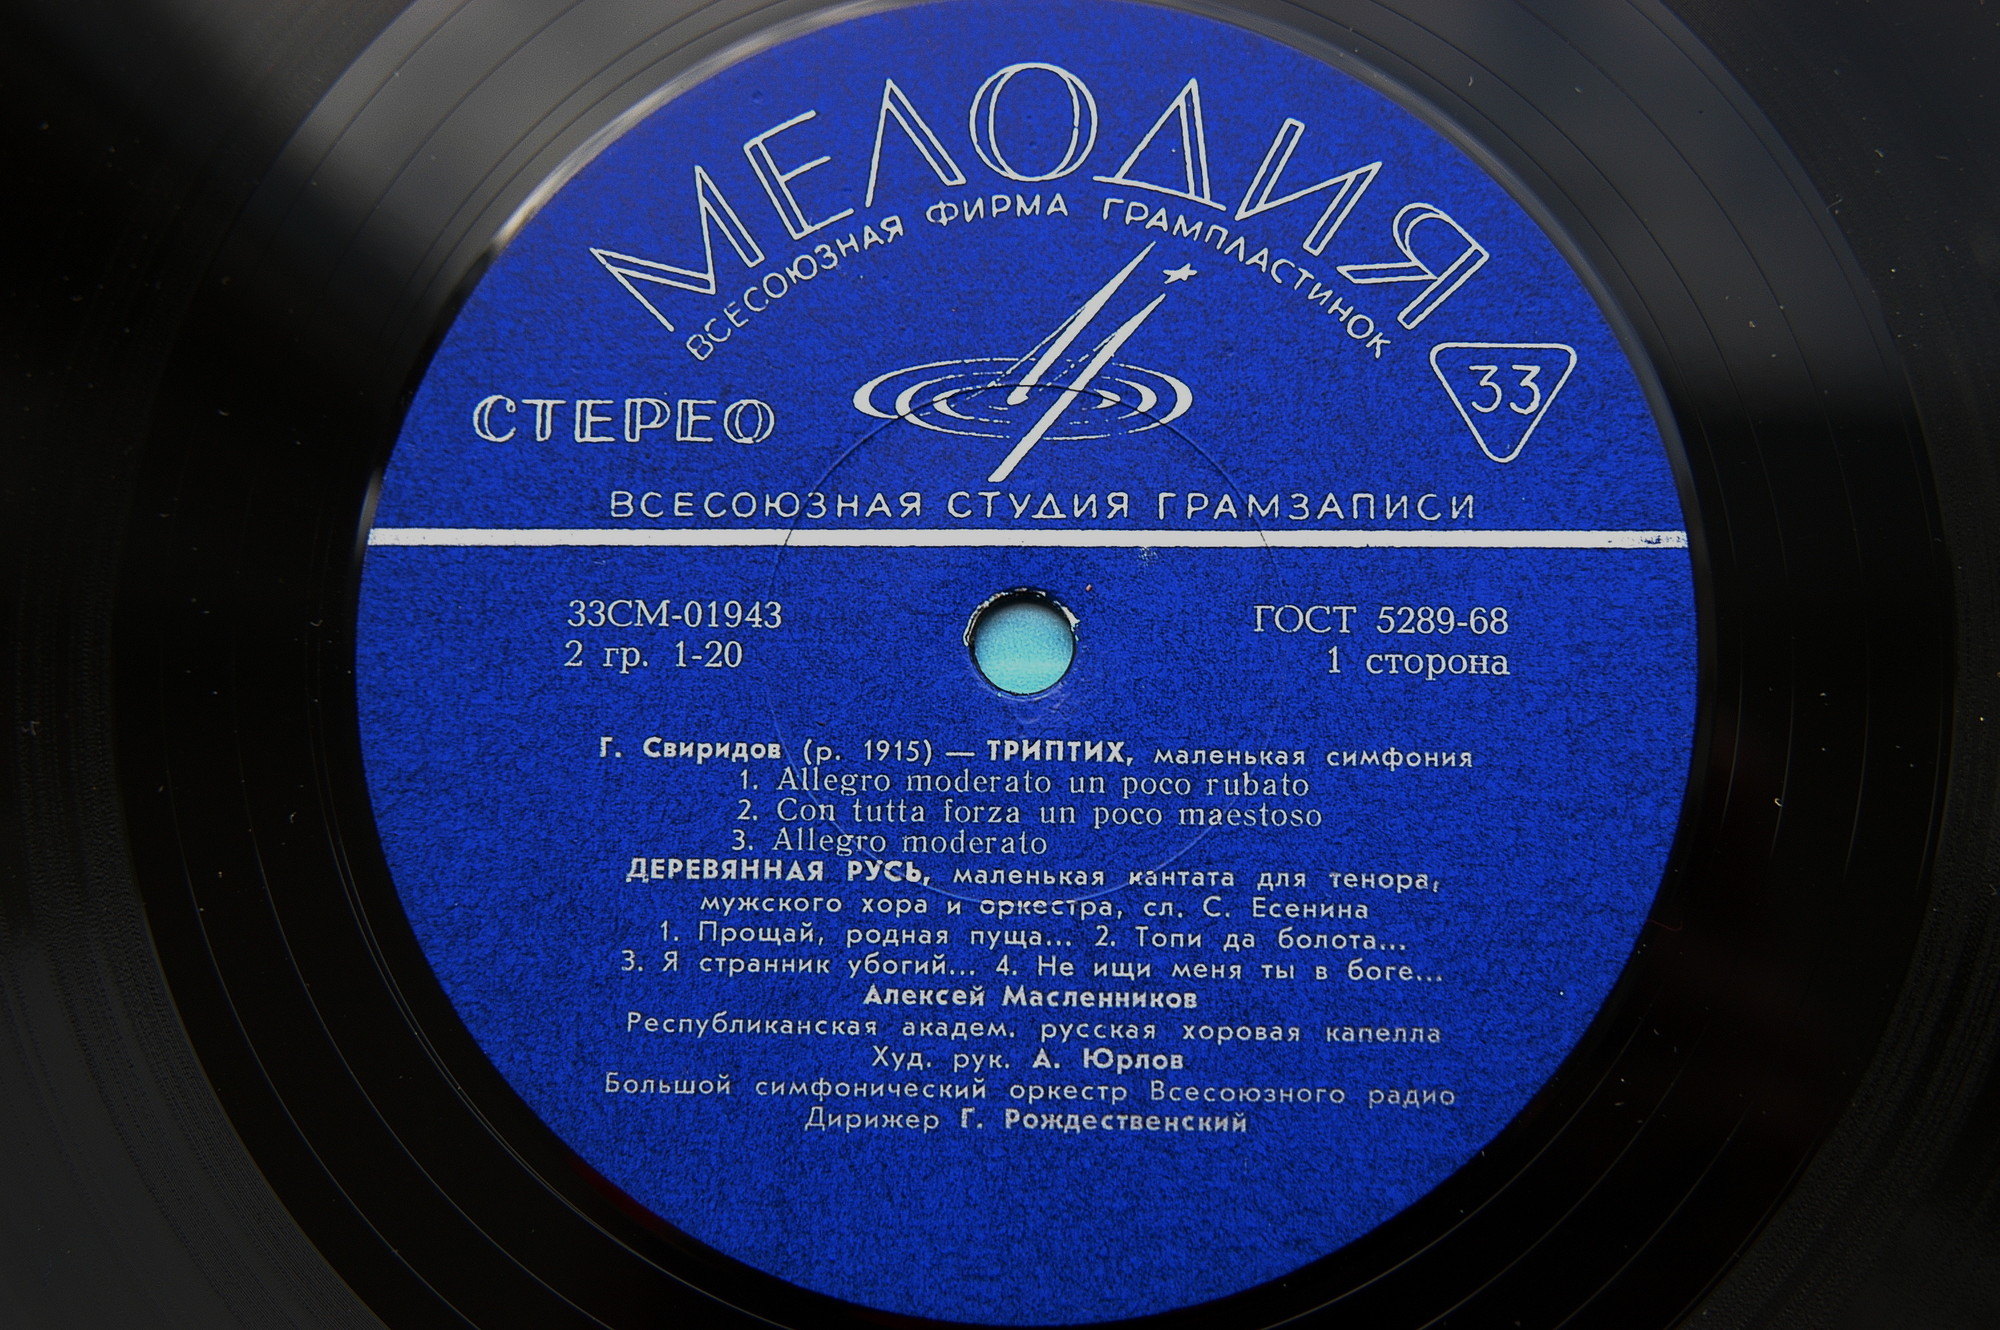 МЕЛОДИЯ
ВСЕСОЮЗНАЯ ФИРМА ГРАМПЛАСТИНОК
СТЕРЕО
33
ВСЕСОЮЗНАЯ СТУДИЯ ГРАМЗАПИСИ
33СМ-01943
ГОСТ 5289-68
2 гр. 1-20
1 сторона
Г. Свиридов (р. 1915) — ТРИПТИХ, маленькая симфония
1. Allegro moderato un poco rubato
2. Con tutta forza un poco maestoso
3. Allegro moderato
ДЕРЕВЯННАЯ РУСЬ, маленькая кантата для тенора,
мужского хора и оркестра, сл. С. Есенина
1. Прощай, родная пуща... 2. Топи да болота...
3. Я странник убогий... 4. Не ищи меня ты в боге...
Алексей Масленников
Республиканская академ. русская хоровая капелла
Худ. рук. А. Юрлов
Большой симфонический оркестр Всесоюзного радио
Дирижер Г. Рождественский